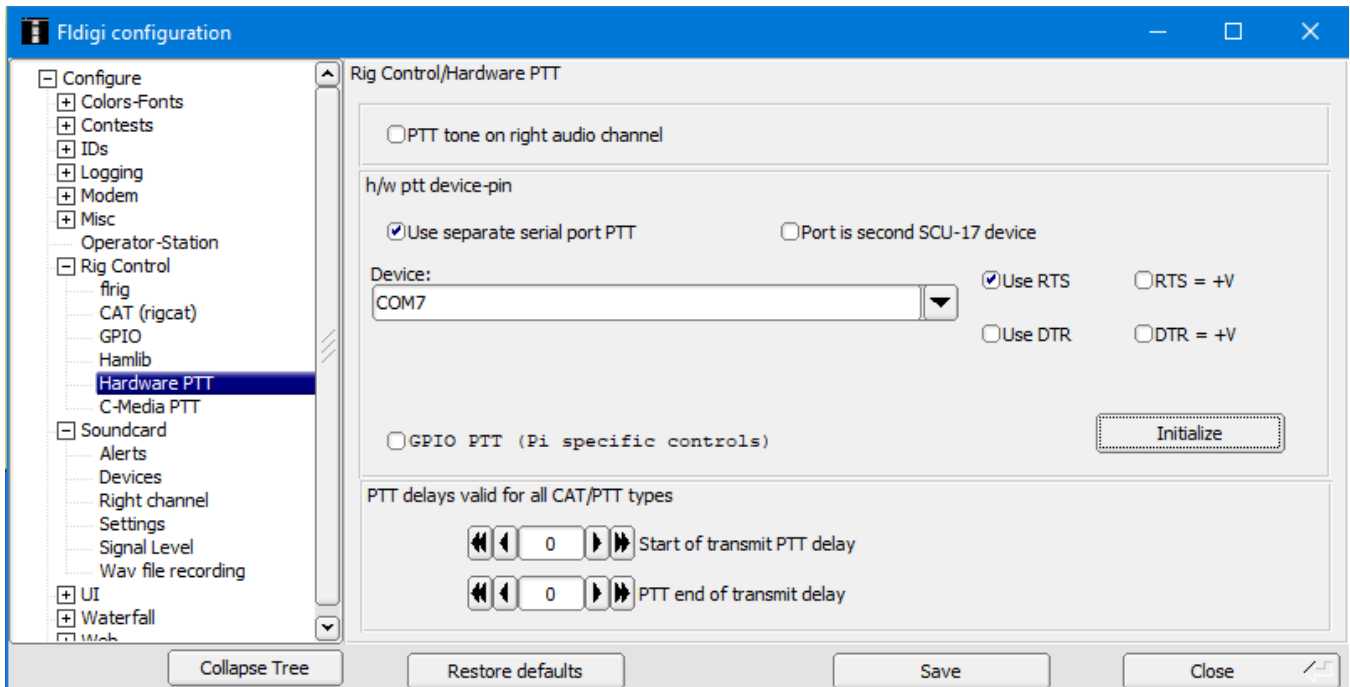 Fldigi configuration
Configure
Colors-Fonts
Contests
IDs
Logging
Modem
Misc
Operator-Station
Rig Control
flrig
CAT (rigcat)
GPIO
Hamlib
Hardware PTT
C-Media PTT
Soundcard
Alerts
Devices
Right channel
Settings
Signal Level
Wav file recording
UI
Waterfall
Web
Collapse Tree
Rig Control/Hardware PTT
PTT tone on right audio channel
h/w ptt device-pin
Use separate serial port PTT
Port is second SCU-17 device
Device:
COM7
Use RTS
RTS = +V
Use DTR
DTR = +V
GPIO PTT (Pi specific controls)
Initialize
PTT delays valid for all CAT/PTT types
0 Start of transmit PTT delay
0 PTT end of transmit delay
Restore defaults
Save
Close